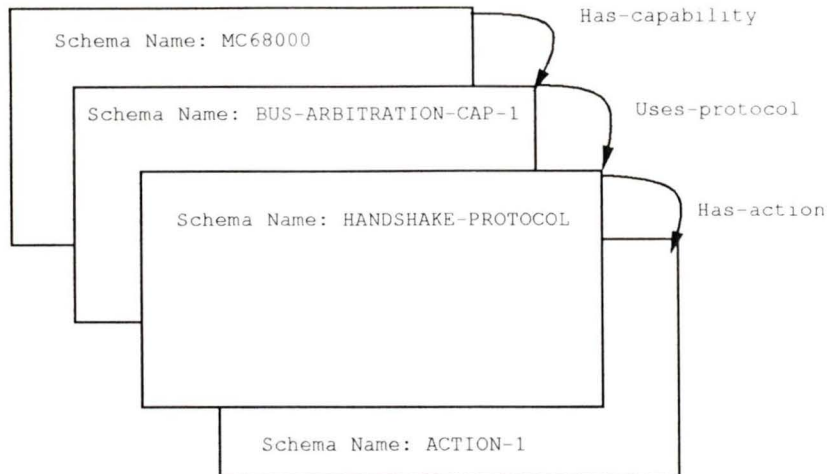 Has-capability
Schema Name: MC68000
Schema Name: BUS-ARBITRATION-CAP-1
Uses-protocol
Schema Name: HANDSHAKE-PROTOCOL
Has-action
Schema Name: ACTION-1